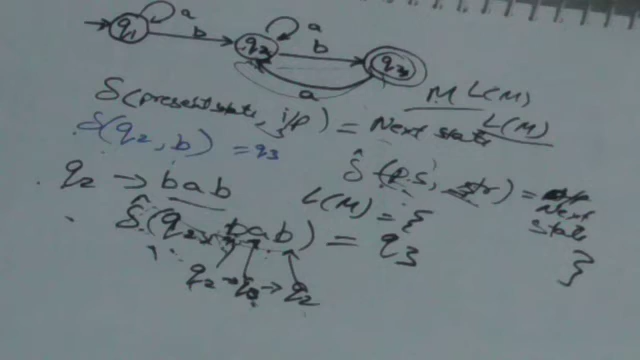 a a
q1 b q2 b q3
a
M L(M)
δ(present state, i/p) = Next state L(M)
δ(q2, b) = q3
δ̂(p.s, str) = Next state
q2 → bab
L(M) = { }
δ̂(q2, bab) = q3
q2 → q3 → q2